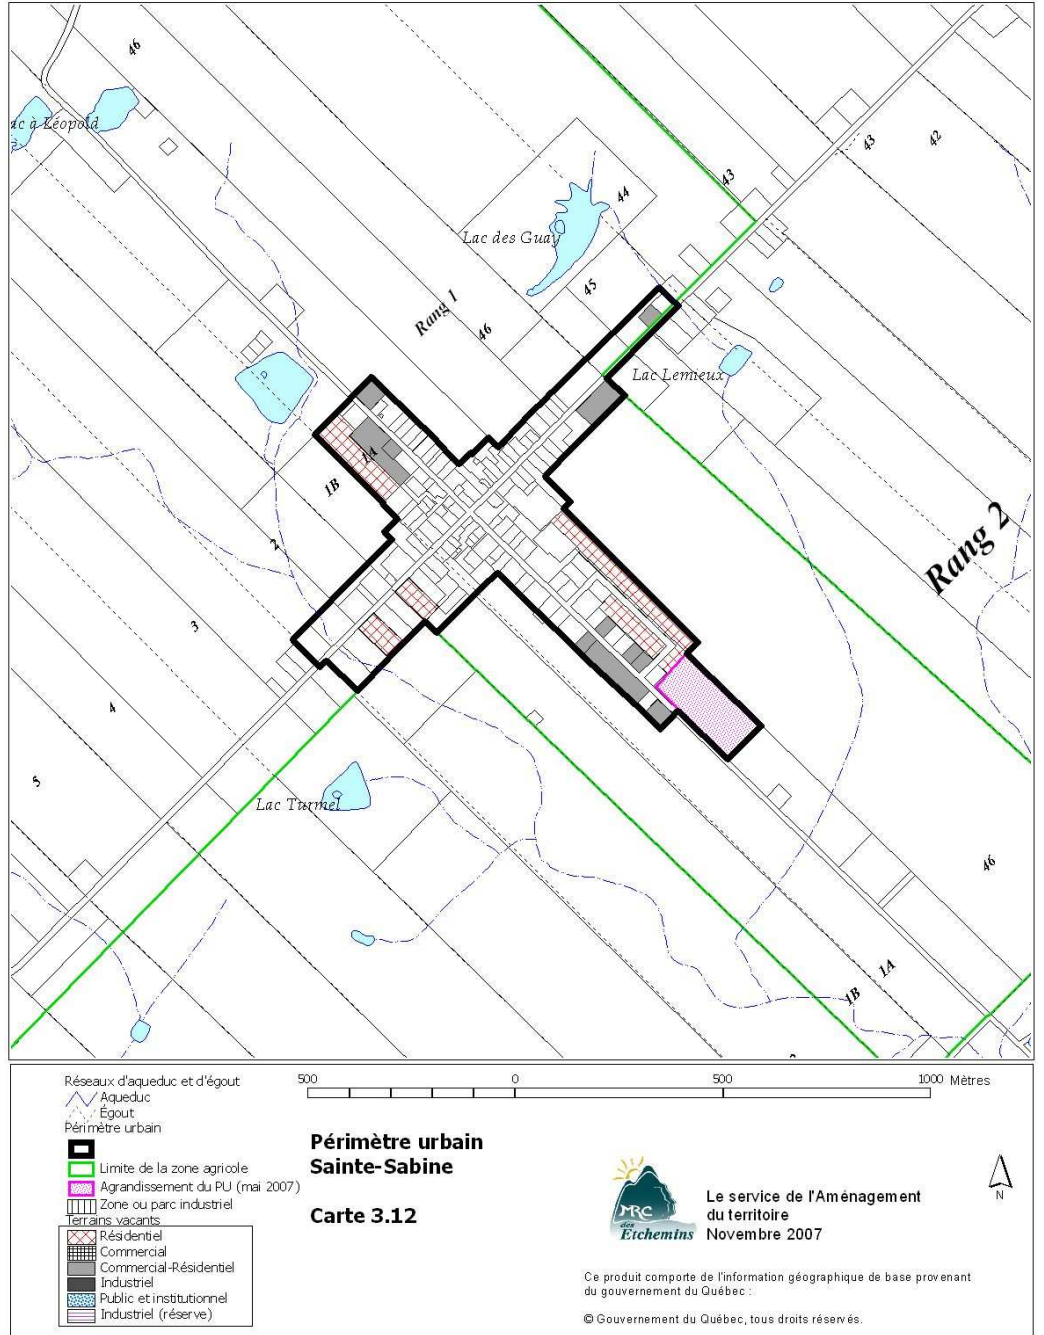 46
Lac à Léopold
43
42
43
44
Lac des Guay
45
Rang 1
46
Lac Lemieux
1A
1B
2
Rang 2
3
4
5
Lac Turmel
46
1A
1B
Réseaux d'aqueduc et d'égout
Aqueduc
Égout
Périmètre urbain
Limite de la zone agricole
Agrandissement du PU (mai 2007)
Zone ou parc industriel
Terrains vacants
Résidentiel
Commercial
Commercial-Résidentiel
Industriel
Public et institutionnel
Industriel (réserve)
500 0 500 1000 Mètres
Périmètre urbain
Sainte-Sabine
Carte 3.12
MRC
des
Etchemins
Le service de l'Aménagement
du territoire
Novembre 2007
N
Ce produit comporte de l'information géographique de base provenant
du gouvernement du Québec :
© Gouvernement du Québec, tous droits réservés.